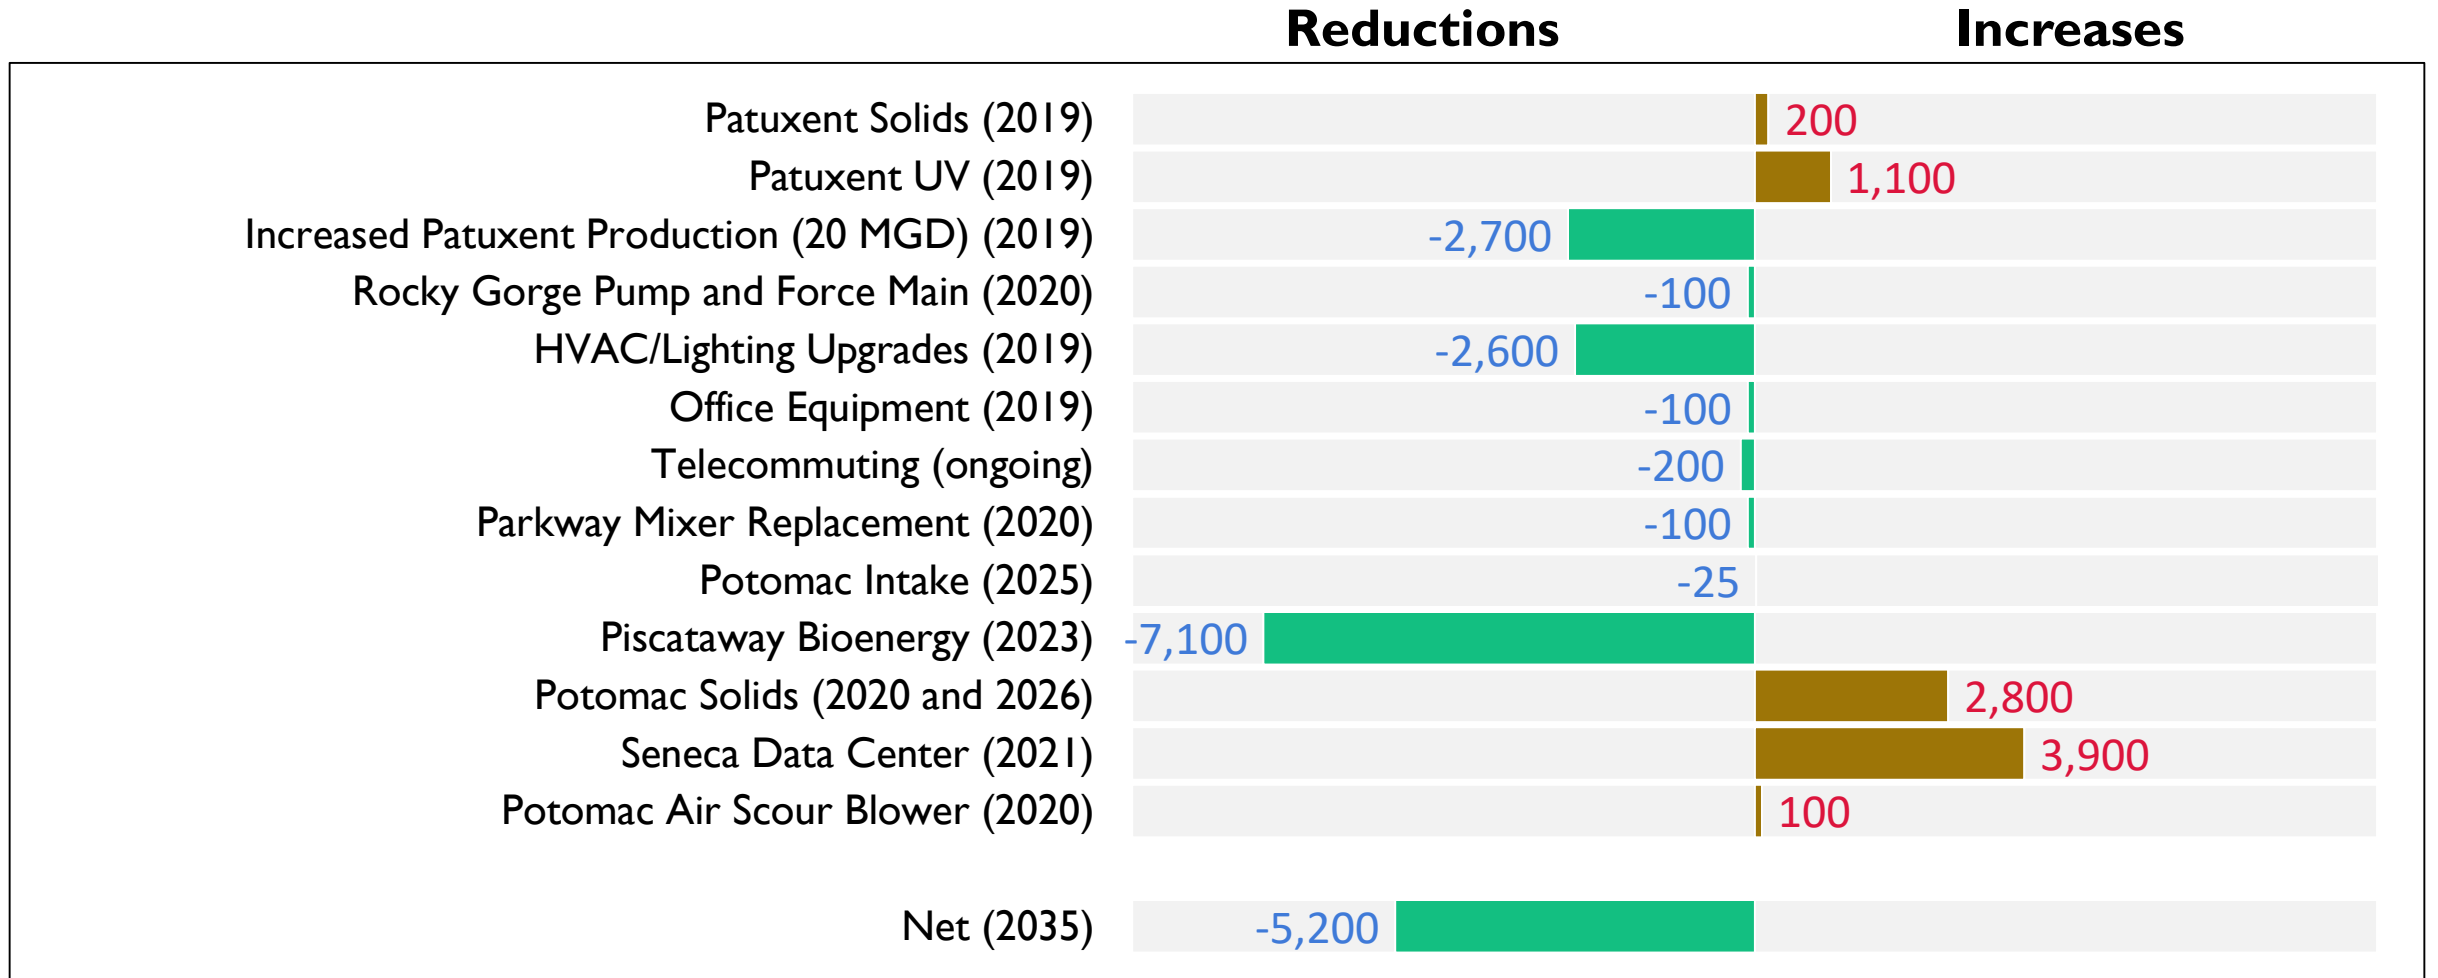 Reductions Increases
Patuxent Solids (2019) 200
Patuxent UV (2019) 1,100
Increased Patuxent Production (20 MGD) (2019) -2,700
Rocky Gorge Pump and Force Main (2020) -100
HVAC/Lighting Upgrades (2019) -2,600
Office Equipment (2019) -100
Telecommuting (ongoing) -200
Parkway Mixer Replacement (2020) -100
Potomac Intake (2025) -25
Piscataway Bioenergy (2023) -7,100
Potomac Solids (2020 and 2026) 2,800
Seneca Data Center (2021) 3,900
Potomac Air Scour Blower (2020) 100
Net (2035) -5,200